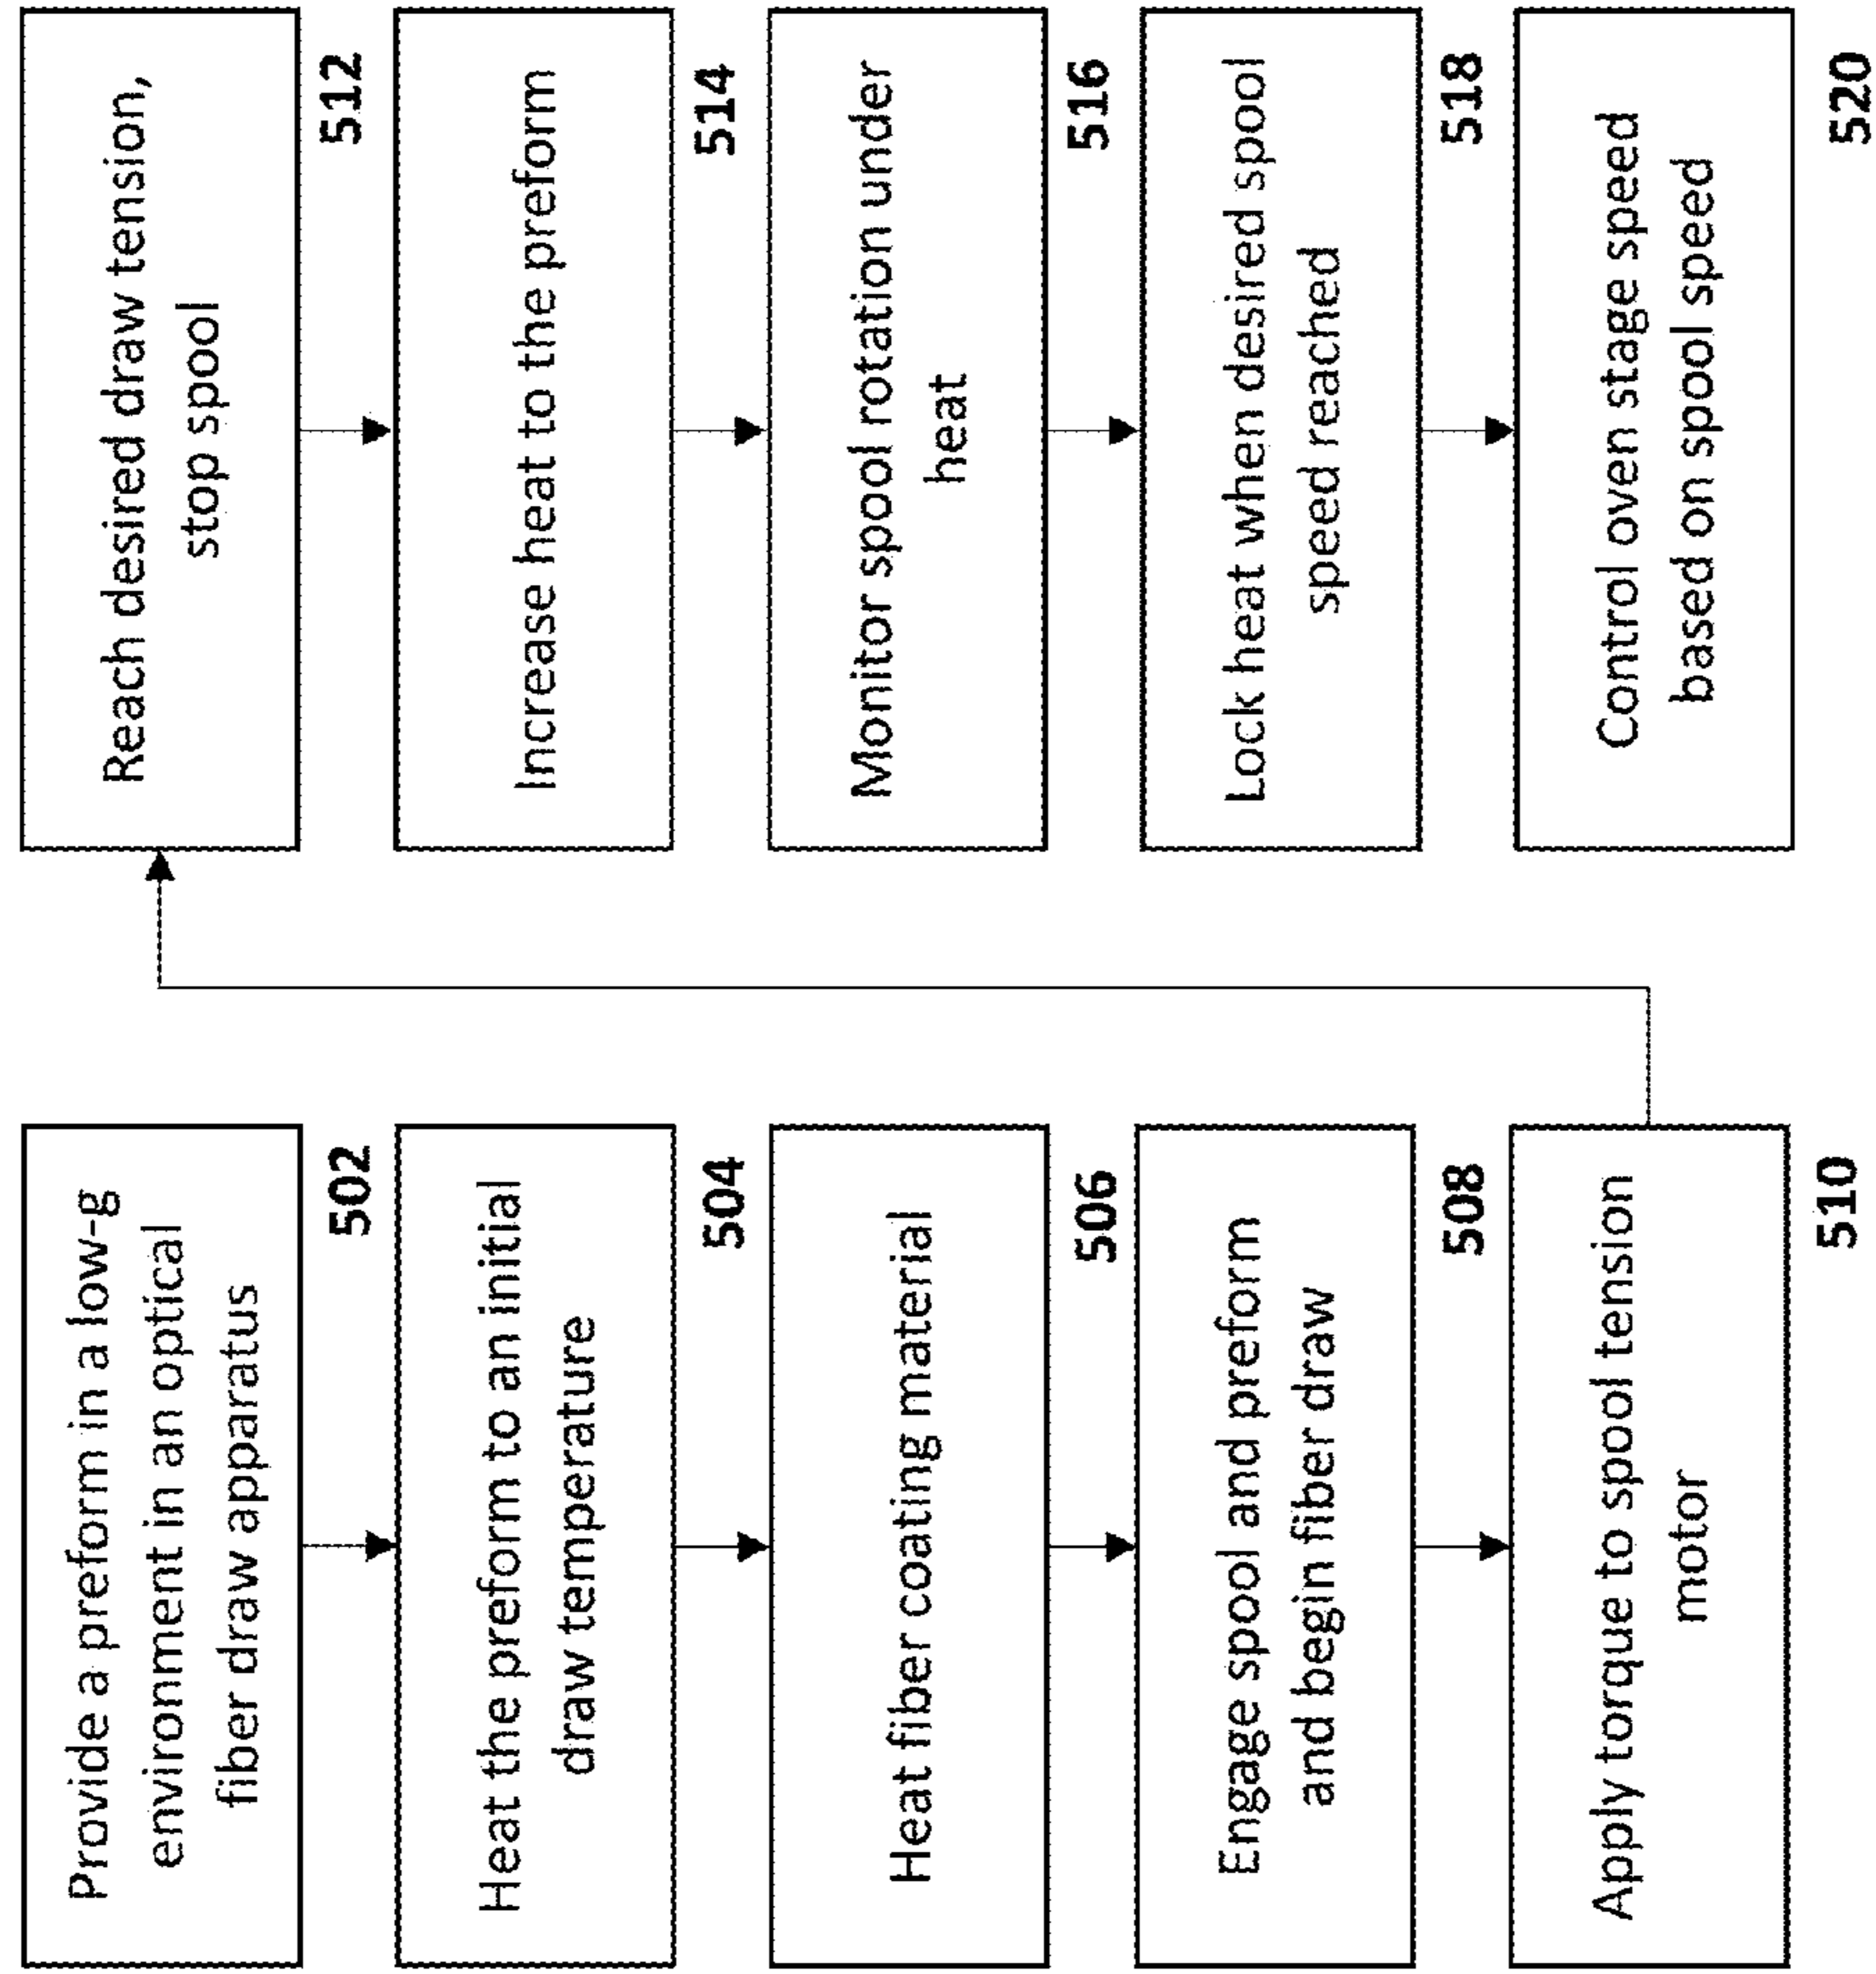 Provide a preform in a low-g
environment in an optical
fiber draw apparatus
502
Heat the preform to an initial
draw temperature
504
Heat fiber coating material
506
Engage spool and preform
and begin fiber draw
508
Apply torque to spool tension
motor
510
Reach desired draw tension,
stop spool
512
Increase heat to the preform
514
Monitor spool rotation under
heat
516
Lock heat when desired spool
speed reached
518
Control oven stage speed
based on spool speed
520